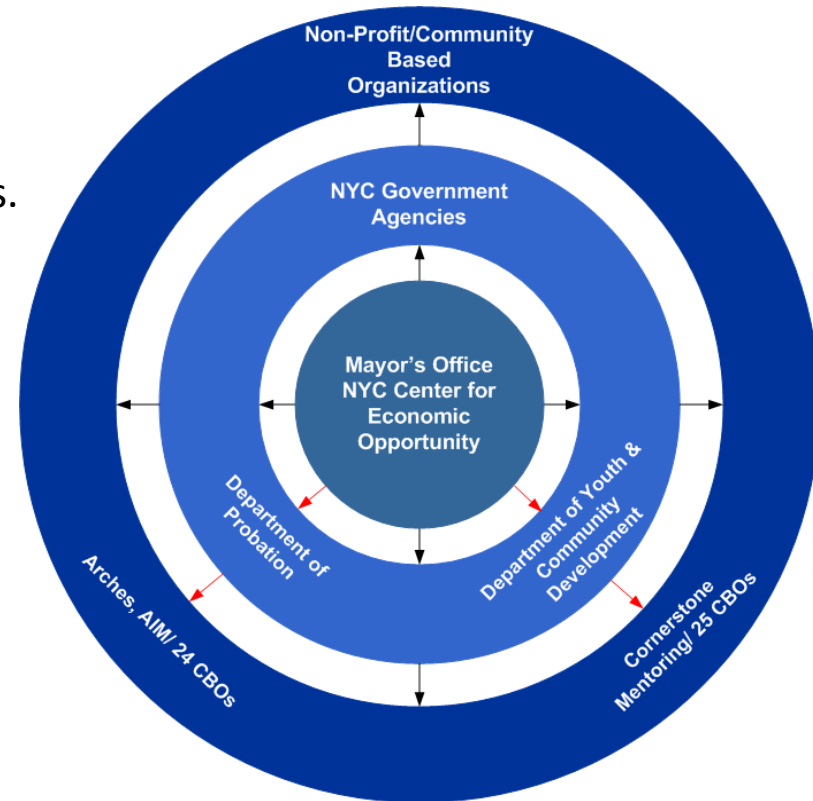 Non-Profit/Community
Based
Organizations
s.
NYC Government
Agencies
Mayor’s Office
NYC Center for
Economic
Opportunity
Department of
Probation
Department of Youth &
Community
Development
Arches, AIM/ 24 CBOs
Cornerstone
Mentoring/ 25 CBOs